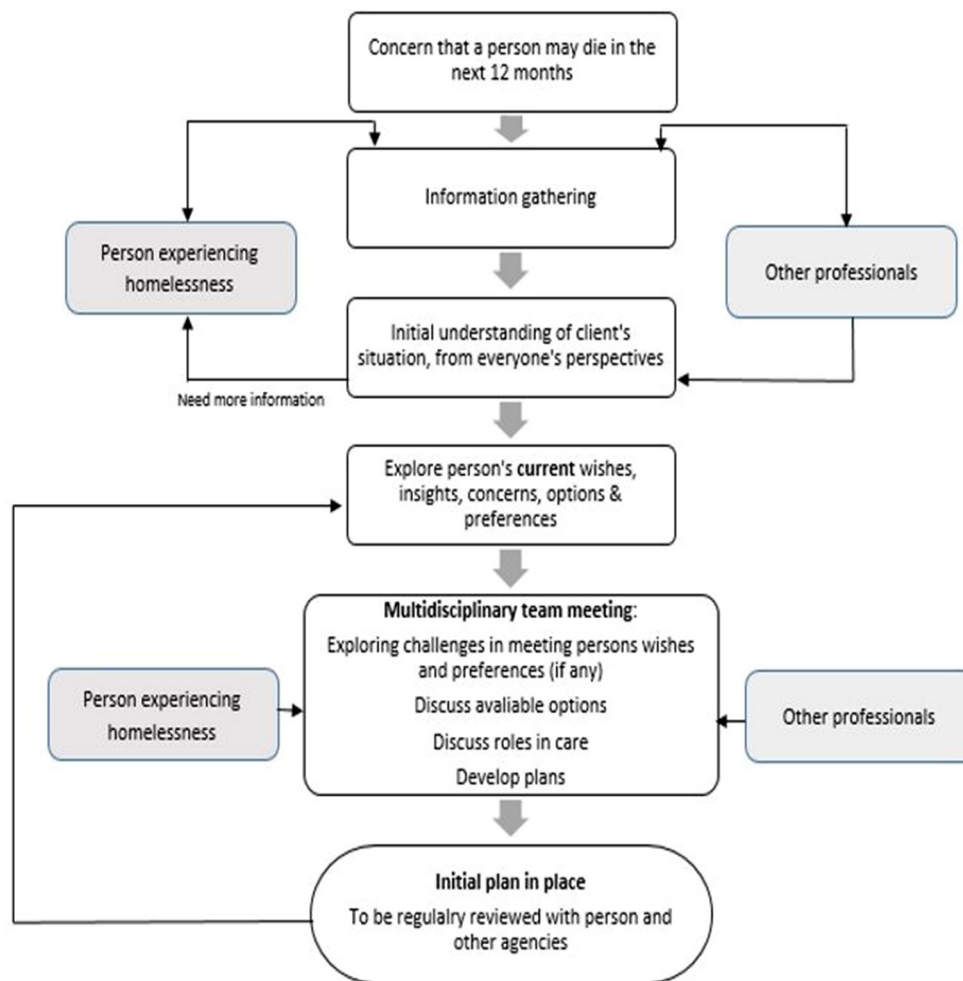 Concern that a person may die in the
next 12 months
Information gathering
Person experiencing
homelessness
Other professionals
Initial understanding of client's
situation, from everyone's perspectives
Need more information
Explore person's current wishes,
insights, concerns, options &
preferences
Multidisciplinary team meeting:
Exploring challenges in meeting persons wishes
and preferences (if any)
Discuss avaliable options
Discuss roles in care
Develop plans
Person experiencing
homelessness
Other professionals
Initial plan in place
To be regulalry reviewed with person and
other agencies